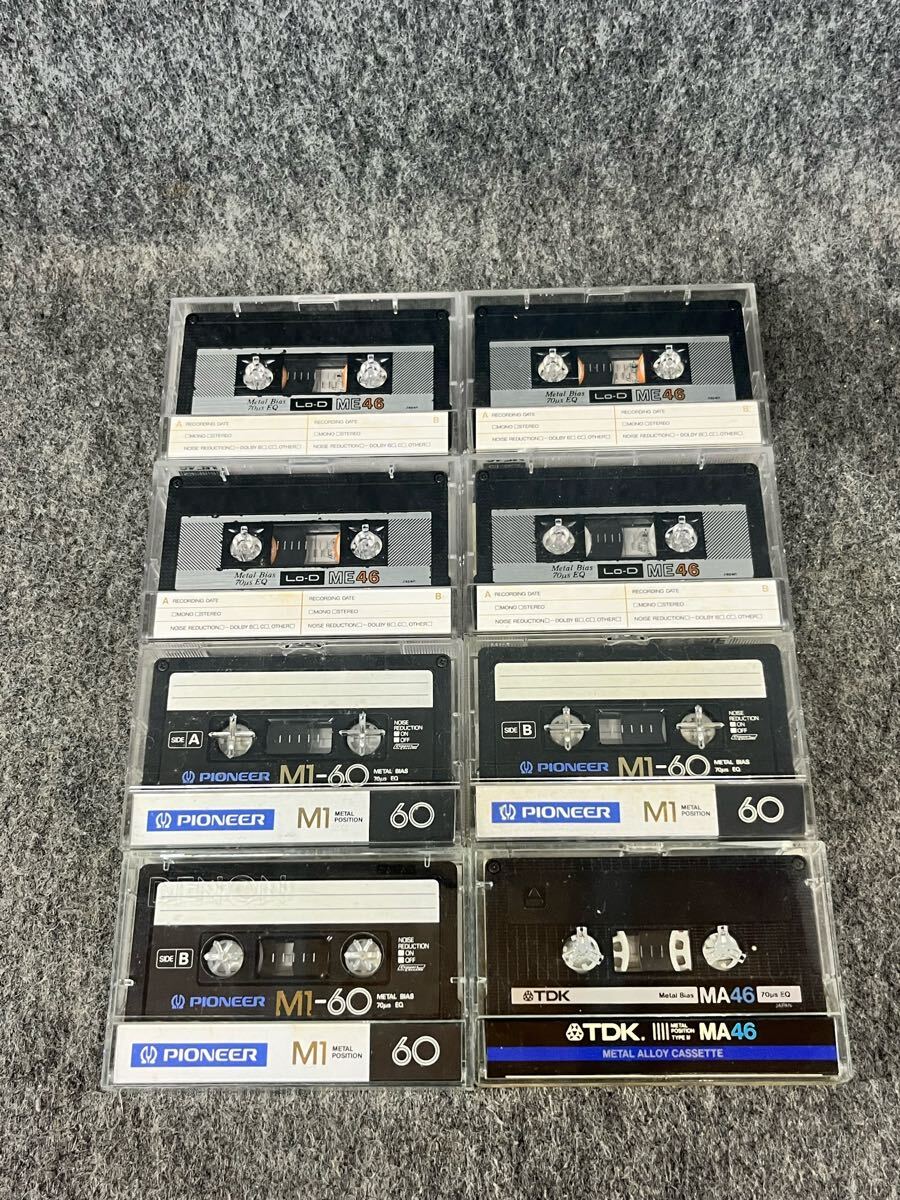 Metal Bias
70μs EQ
Lo-D ME46
JAPAN
A RECORDING DATE
RECORDING DATE B
□MONO □STEREO
□MONO □STEREO
NOISE REDUCTION□-DOLBY B□, C□, OTHER□
NOISE REDUCTION□-DOLBY B□, C□, OTHER□
Metal Bias
70μs EQ
Lo-D ME46
JAPAN
A RECORDING DATE
RECORDING DATE B
□MONO □STEREO
□MONO □STEREO
NOISE REDUCTION□-DOLBY B□, C□, OTHER□
NOISE REDUCTION□-DOLBY B□, C□, OTHER□
Metal Bias
70μs EQ
Lo-D ME46
JAPAN
A RECORDING DATE
RECORDING DATE B
□MONO □STEREO
□MONO □STEREO
NOISE REDUCTION□-DOLBY B□, C□, OTHER□
NOISE REDUCTION□-DOLBY B□, C□, OTHER□
Metal Bias
70μs EQ
Lo-D ME46
JAPAN
A RECORDING DATE
RECORDING DATE B
□MONO □STEREO
□MONO □STEREO
NOISE REDUCTION□-DOLBY B□, C□, OTHER□
NOISE REDUCTION□-DOLBY B□, C□, OTHER□
SIDE A
NOISE
REDUCTION
ON
OFF
PIONEER M1-60 METAL BIAS
70μs EQ
PIONEER M1 METAL
POSITION 60
SIDE B
NOISE
REDUCTION
ON
OFF
PIONEER M1-60 METAL BIAS
70μs EQ
PIONEER M1 METAL
POSITION 60
DENON
SIDE B
NOISE
REDUCTION
ON
OFF
PIONEER M1-60 METAL BIAS
70μs EQ
PIONEER M1 METAL
POSITION 60
TDK Metal Bias MA46 70μs EQ
JAPAN
TDK. METAL
POSITION
TYPE IV MA46
METAL ALLOY CASSETTE